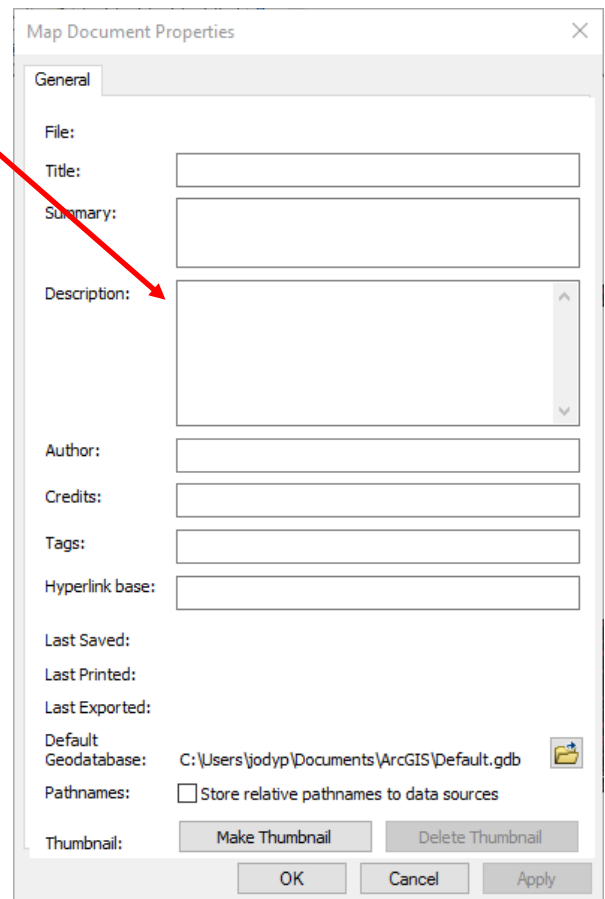 Map Document Properties
General
File:
Title:
Summary:
Description:
Author:
Credits:
Tags:
Hyperlink base:
Last Saved:
Last Printed:
Last Exported:
Default
Geodatabase: C:\Users\jodyp\Documents\ArcGIS\Default.gdb
Pathnames: Store relative pathnames to data sources
Thumbnail: Make Thumbnail Delete Thumbnail
OK Cancel Apply